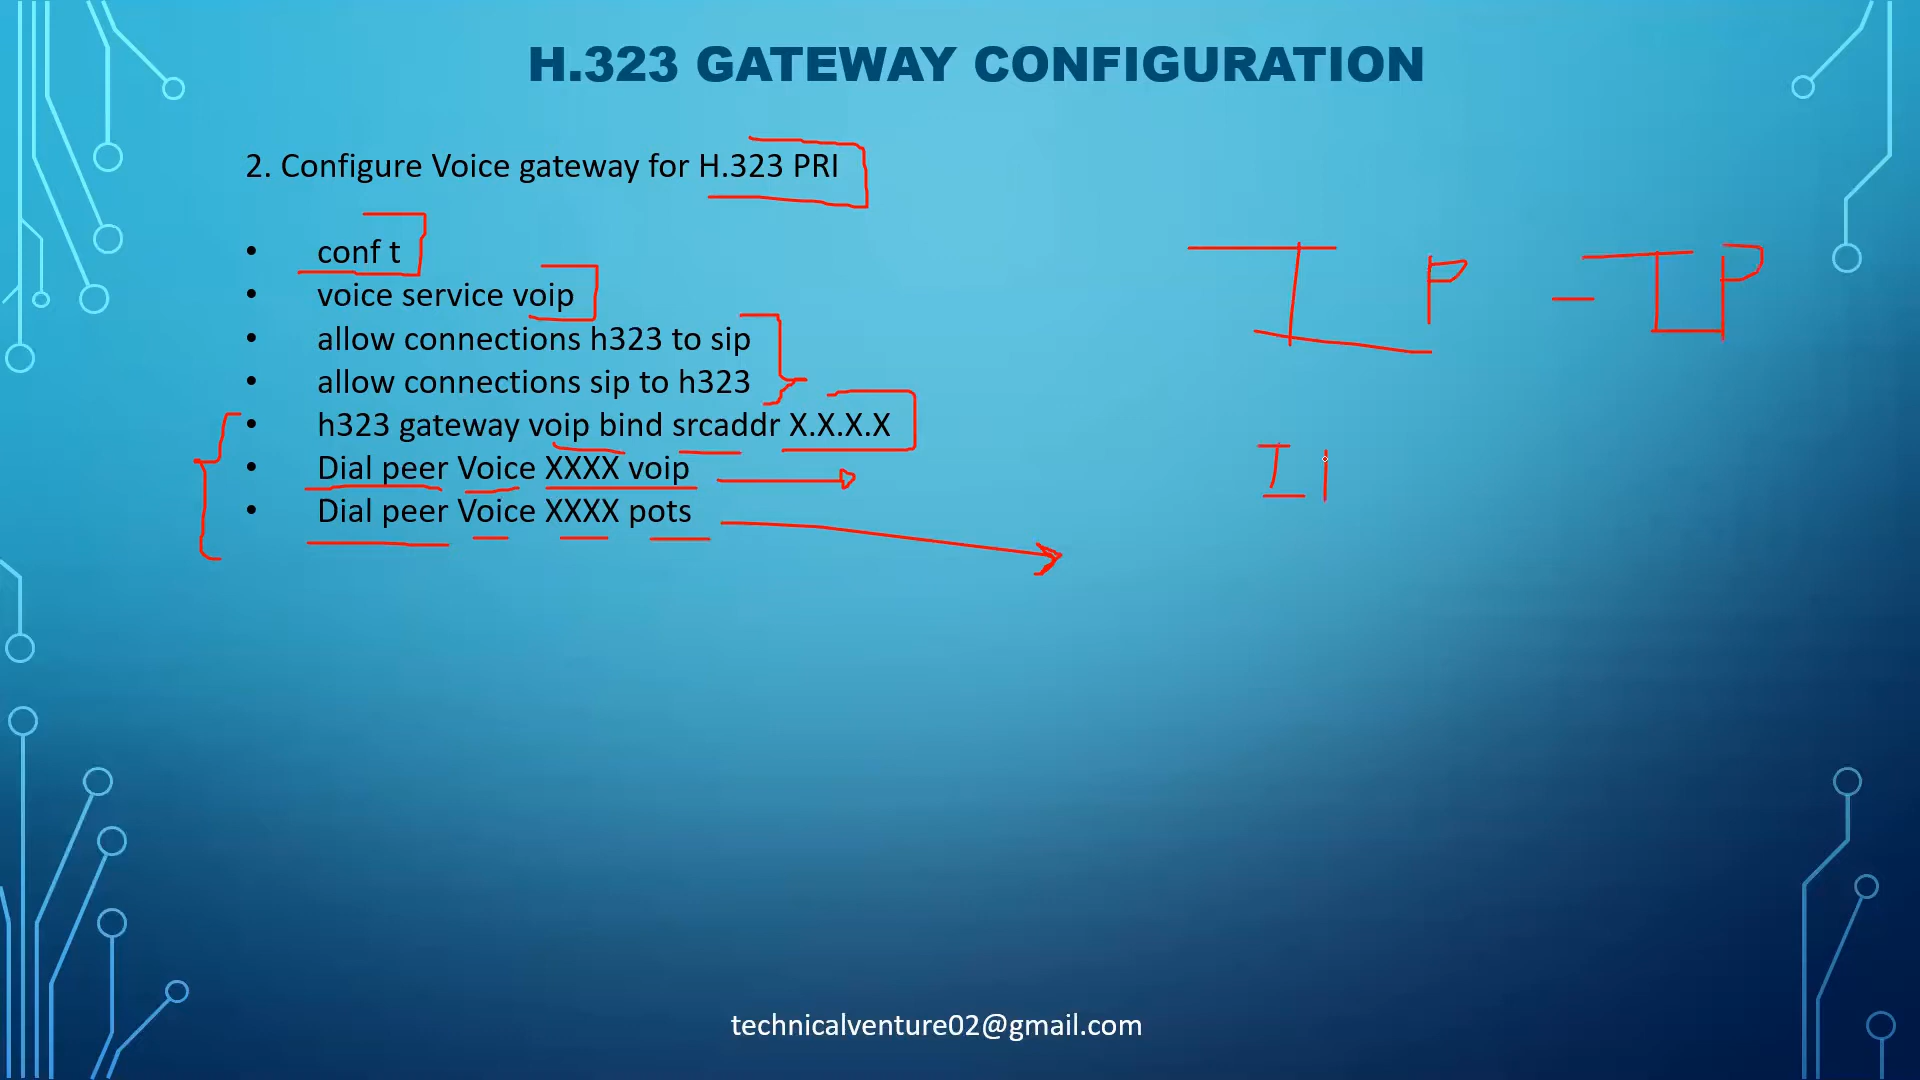 H.323 GATEWAY CONFIGURATION
2. Configure Voice gateway for H.323 PRI
• conf t
• voice service voip
• allow connections h323 to sip
• allow connections sip to h323
• h323 gateway voip bind srcaddr X.X.X.X
• Dial peer Voice XXXX voip
• Dial peer Voice XXXX pots
IP - IP
I
technicalventure02@gmail.com